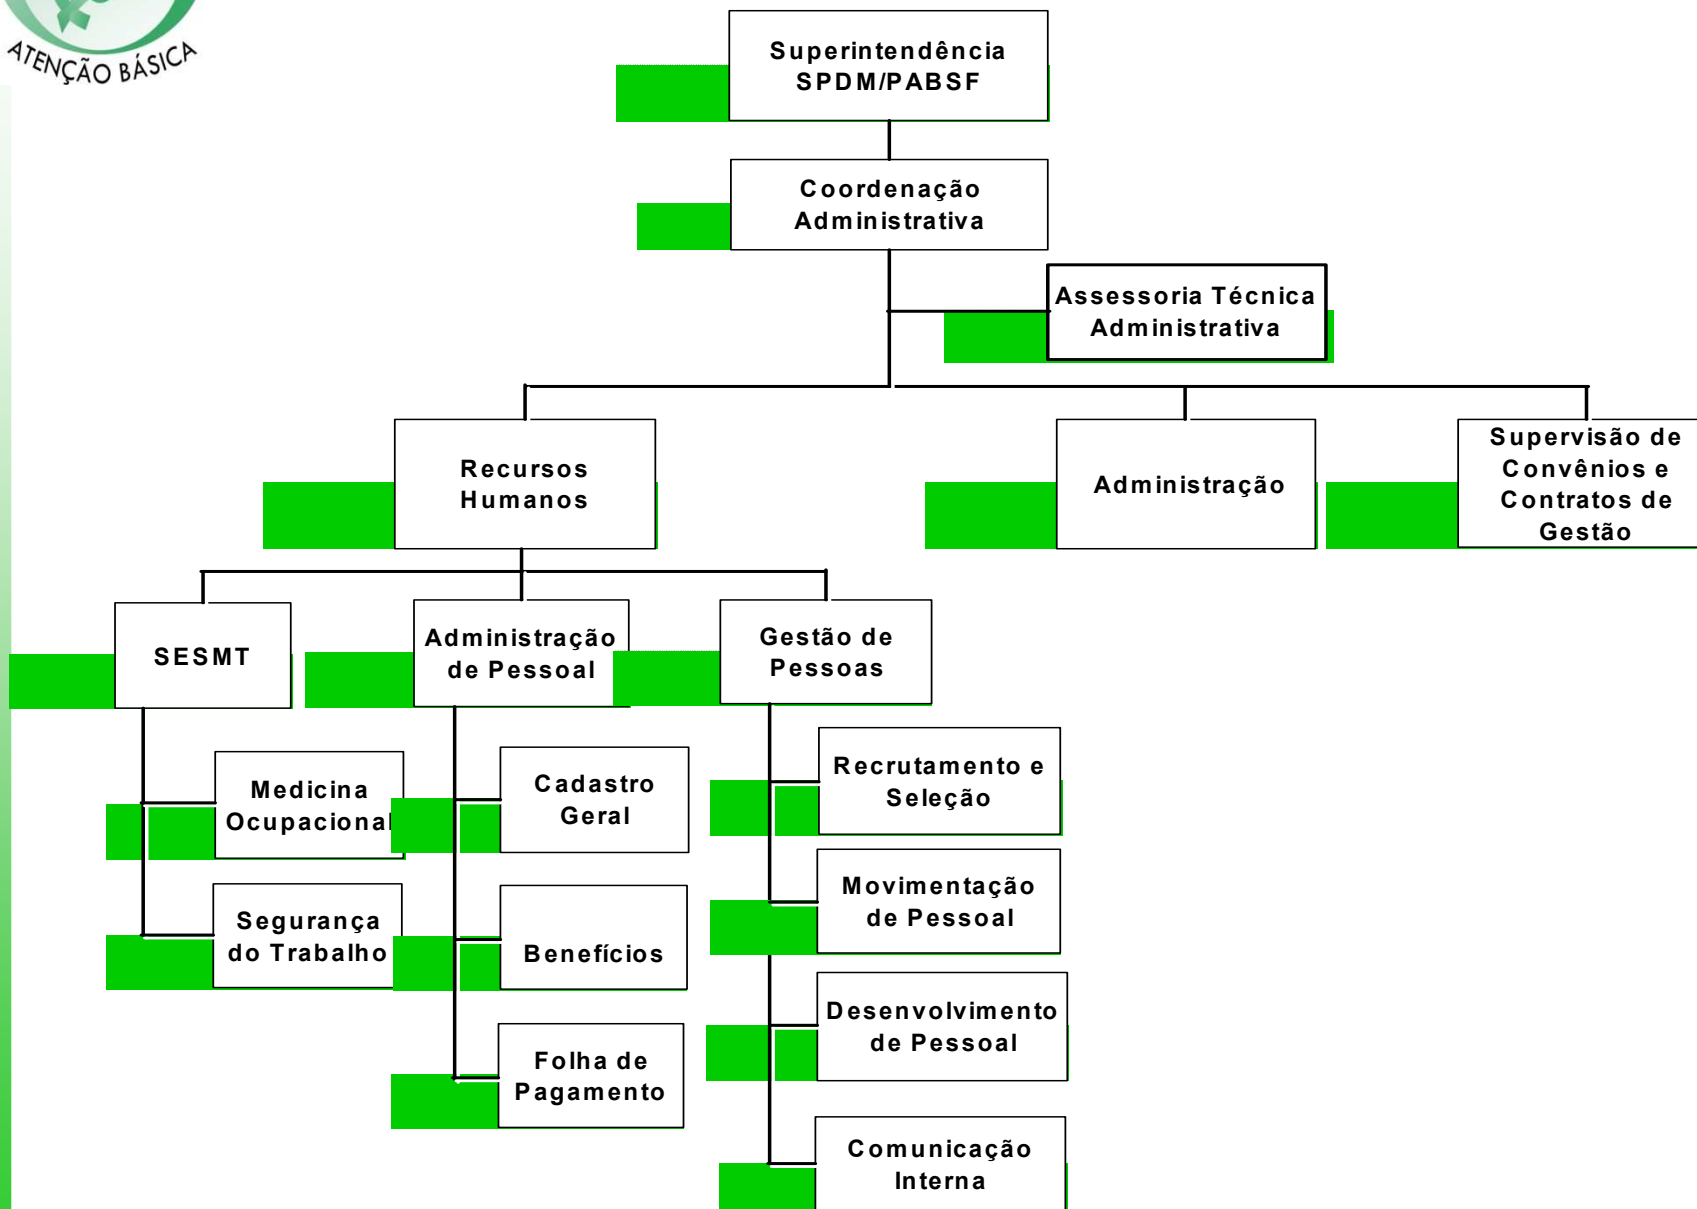 ATENÇÃO BÁSICA
Superintendência
SPDM/PABSF
Coordenação
Administrativa
Assessoria Técnica
Administrativa
Recursos
Humanos
Administração
Supervisão de
Convênios e
Contratos de
Gestão
SESMT
Administração
de Pessoal
Gestão de
Pessoas
Medicina
Ocupacional
Segurança
do Trabalho
Cadastro
Geral
Benefícios
Folha de
Pagamento
Recrutamento e
Seleção
Movimentação
de Pessoal
Desenvolvimento
de Pessoal
Comunicação
Interna